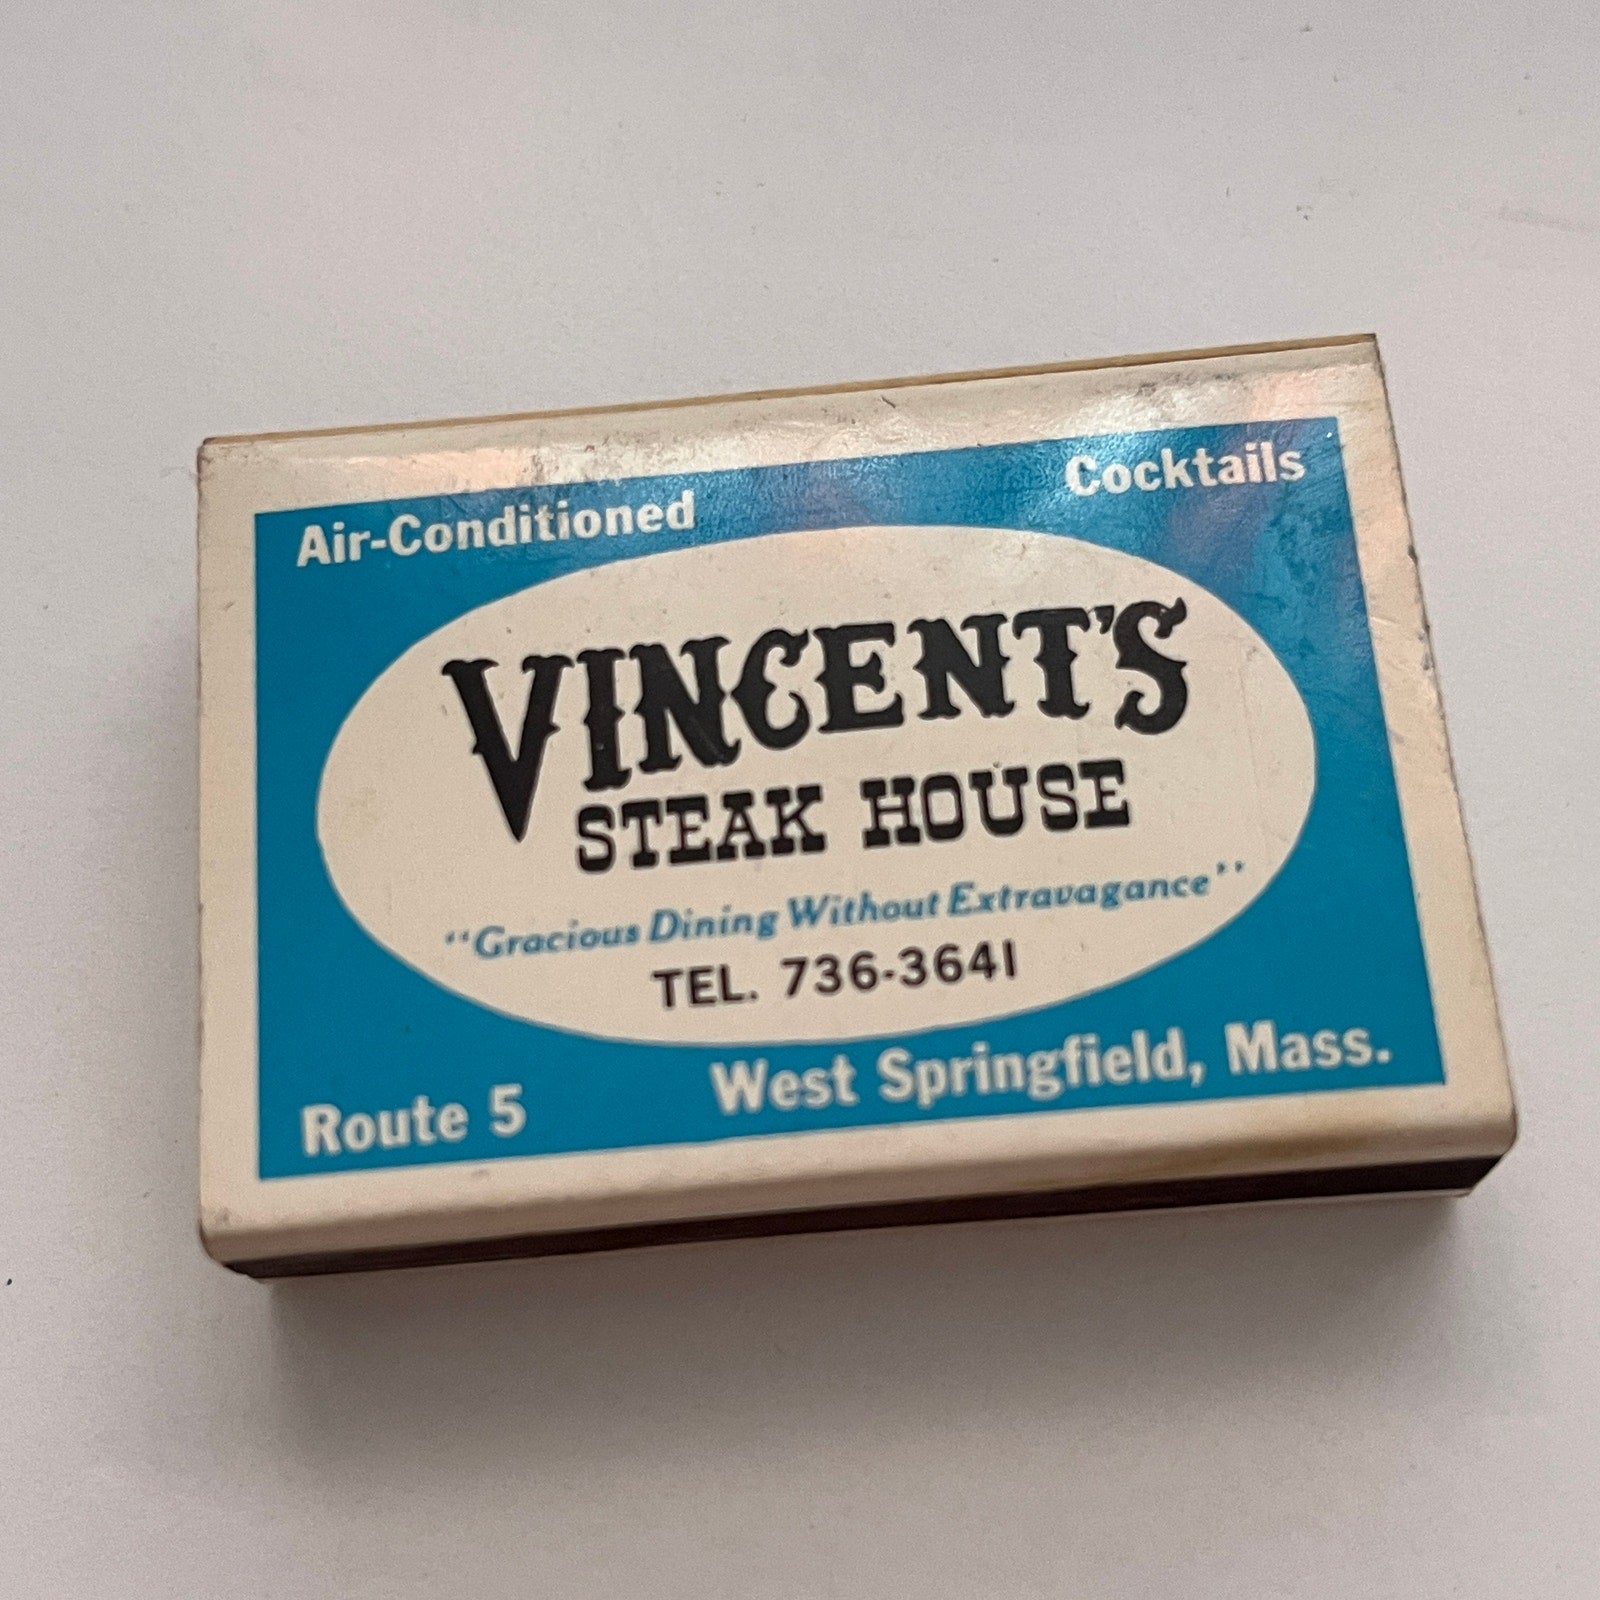 Air-Conditioned Cocktails
VINCENT'S
STEAK HOUSE
"Gracious Dining Without Extravagance"
TEL. 736-3641
Route 5 West Springfield, Mass.